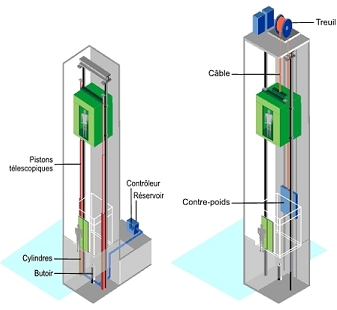 Treuil
Câble
Pistons
télescopiques
Contrôleur
Réservoir
Contre-poids
Cylindres
Butoir